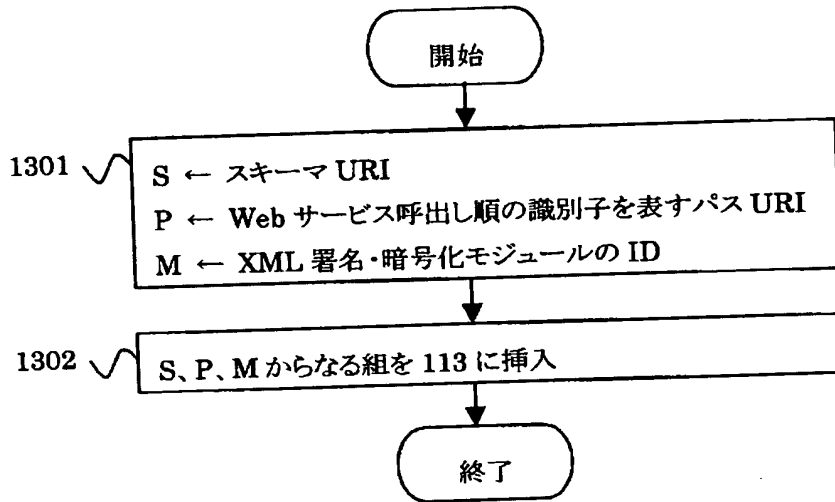 開始
1301
S ← スキーマ URI
P ← Web サービス呼出し順の識別子を表すパス URI
M ← XML 署名・暗号化モジュールの ID
1302
S、P、M からなる組を 113 に挿入
終了